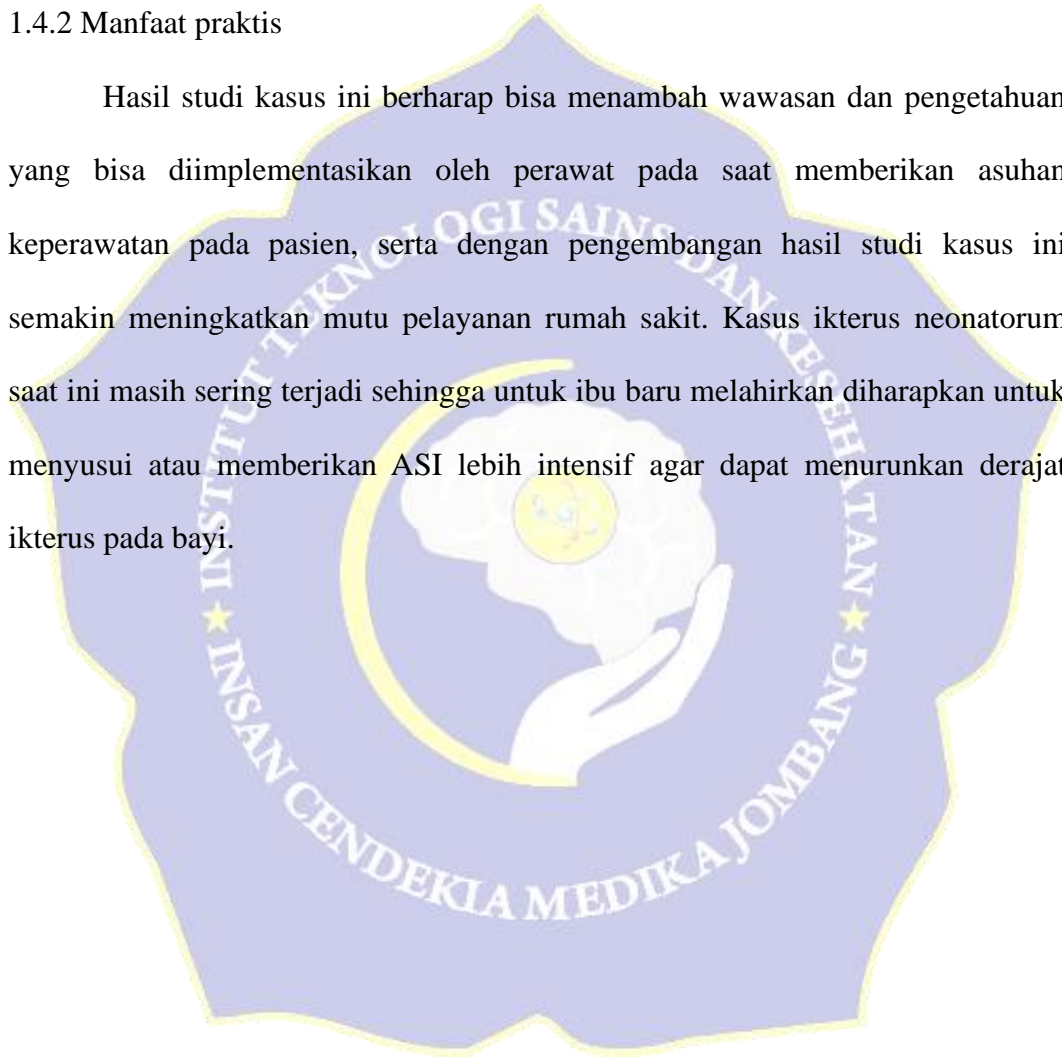 1.4.2 Manfaat praktis
Hasil studi kasus ini berharap bisa menambah wawasan dan pengetahuan
yang bisa diimplementasikan oleh perawat pada saat memberikan asuhan
keperawatan pada pasien, serta dengan pengembangan hasil studi kasus ini
semakin meningkatkan mutu pelayanan rumah sakit. Kasus ikterus neonatorum
saat ini masih sering terjadi sehingga untuk ibu baru melahirkan diharapkan untuk
menyusui atau memberikan ASI lebih intensif agar dapat menurunkan derajat
ikterus pada bayi.
INSTITUT TEKNOLOGI SAINS DAN KESEHATAN
INSAN CENDEKIA MEDIKA JOMBANG